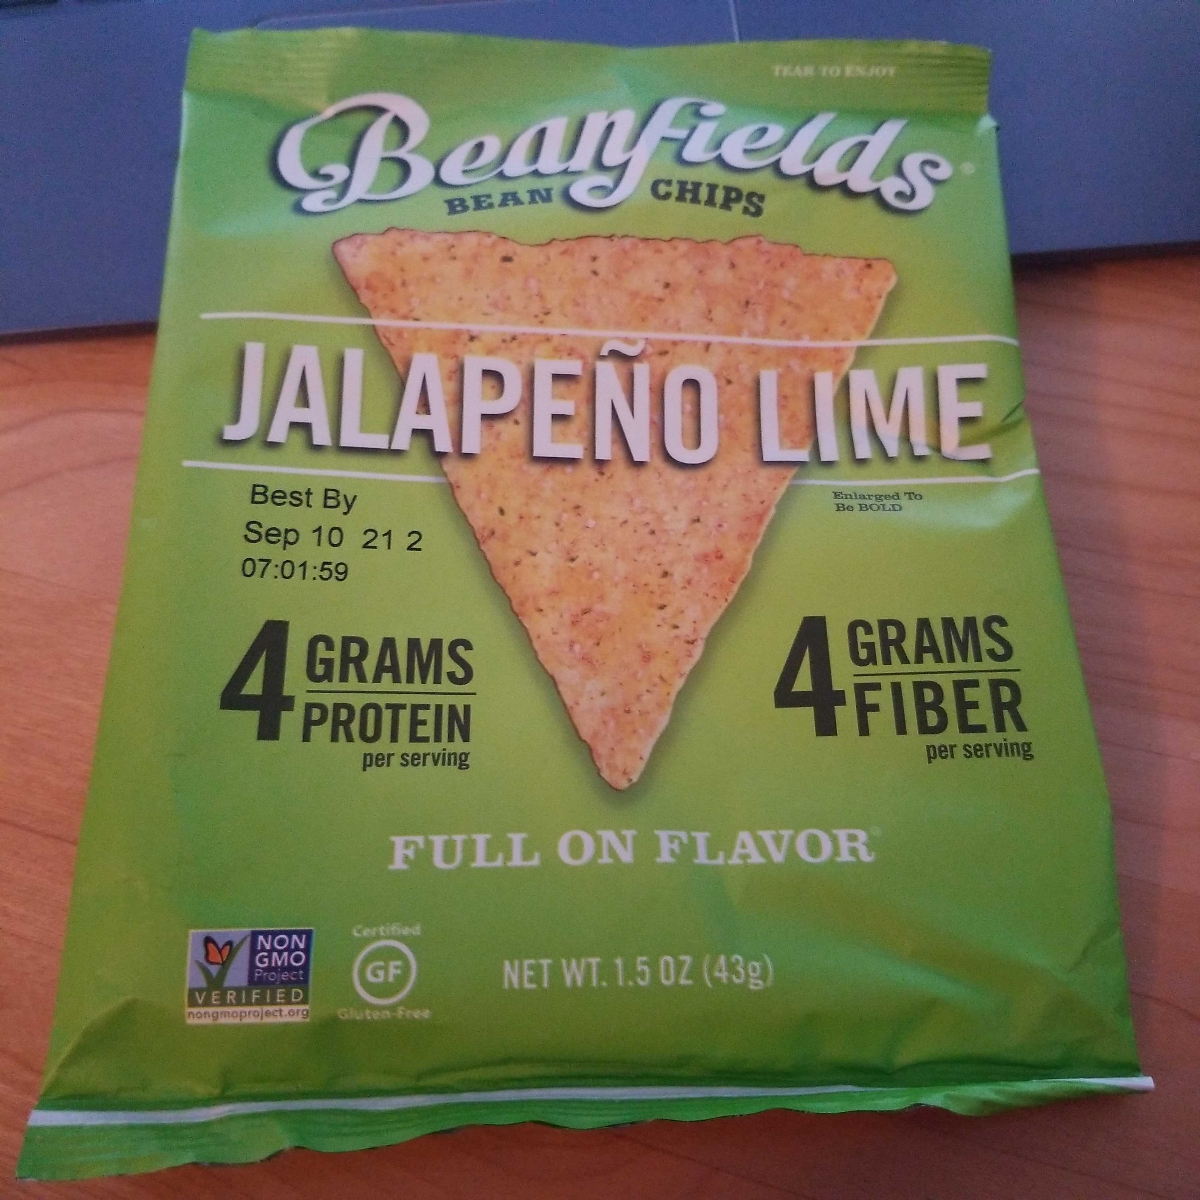 TEAR TO ENJOY
Beanfields
BEAN CHIPS
JALAPEÑO LIME
Best By
Sep 10 21 2
07:01:59
Enlarged To
Be BOLD
4 GRAMS
PROTEIN
per serving
4 GRAMS
FIBER
per serving
FULL ON FLAVOR
NON
GMO
Project
VERIFIED
nongmoproject.org
Certified
GF
Gluten-Free
NET WT. 1.5 OZ (43g)